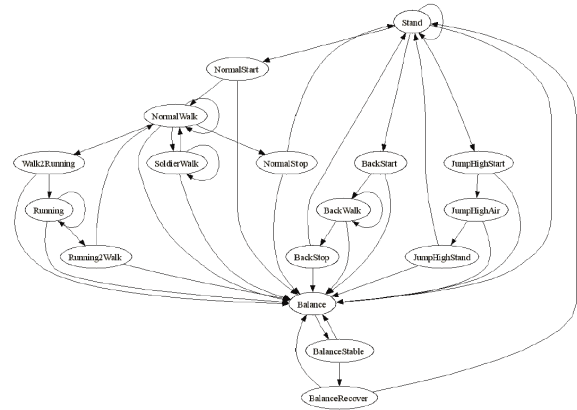 Stand
NormalStart
NormalWalk
Walk2Running
SoldierWalk
NormalStop
BackStart
JumpHighStart
Running
BackWalk
JumpHighAir
Running2Walk
BackStop
JumpHighStand
Balance
BalanceStable
BalanceRecover